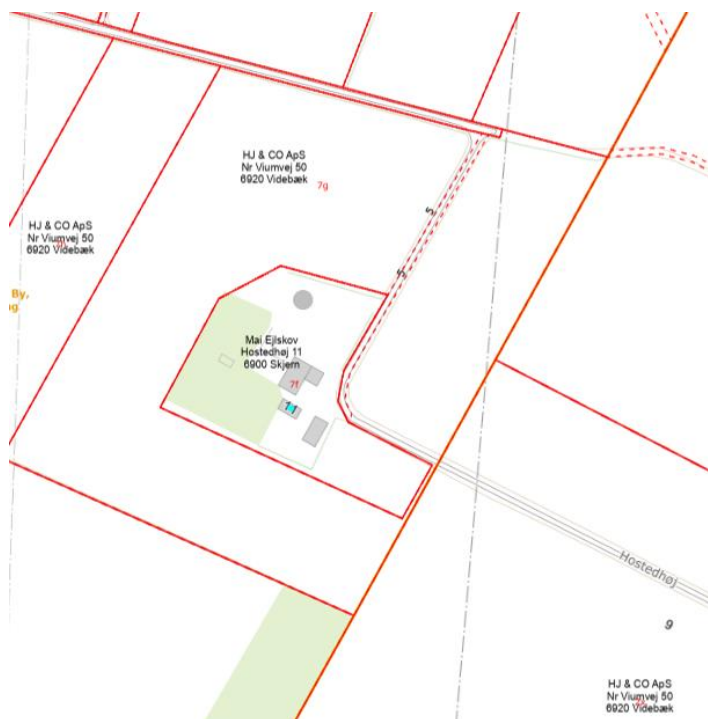 HJ & CO ApS
Nr Viumvej 50
6920 Videbæk
7g
5
5
HJ & CO ApS
Nr Viumvej 50
6920 Videbæk
By,
Mai Ejlskov
Hostedhøj 11
6900 Skjern
7f
11
Hostedhøj
9
HJ & CO ApS
Nr Viumvej 50
6920 Videbæk